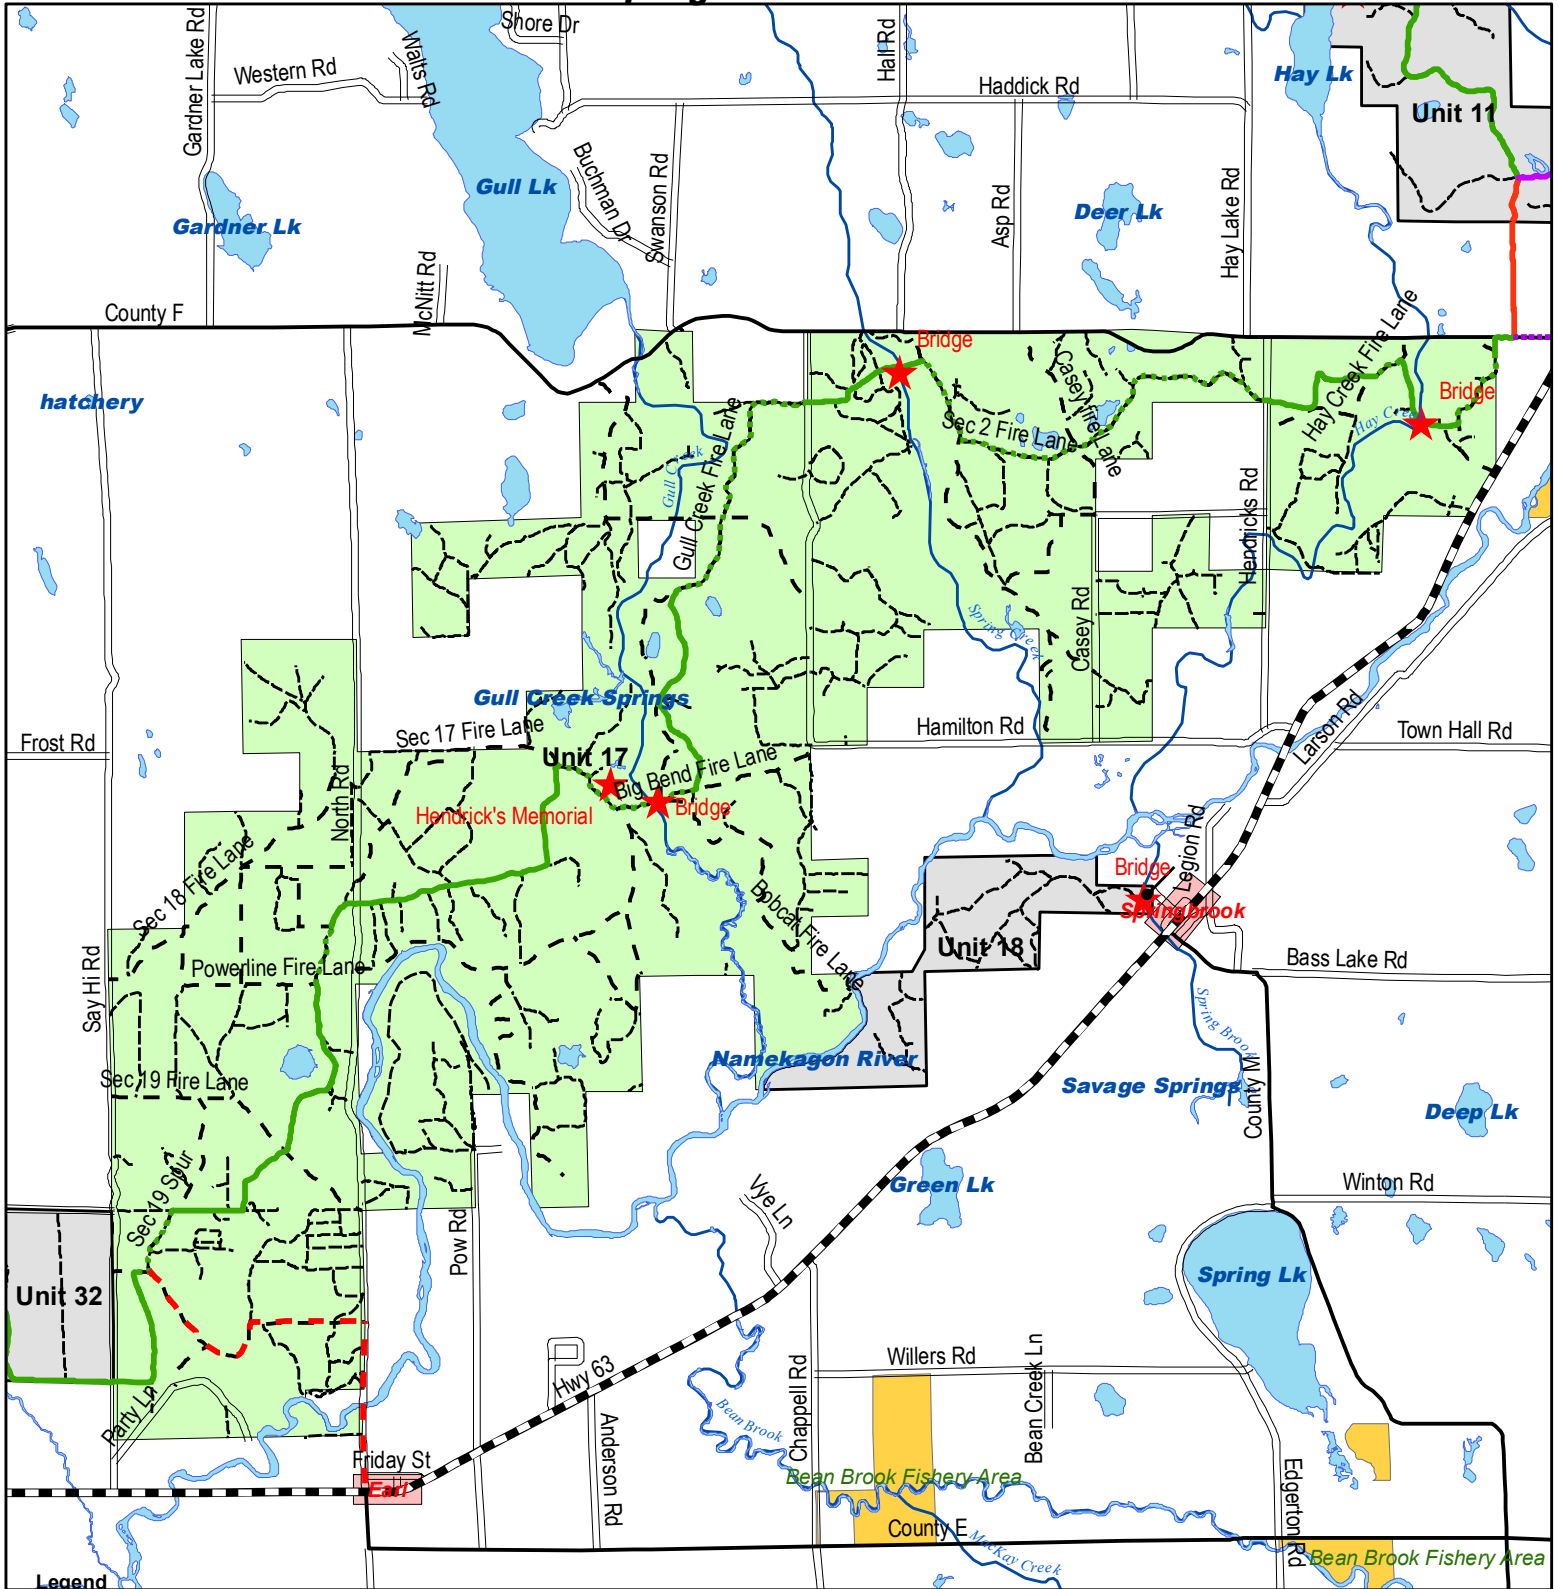 Shore Dr
Gardner Lake Rd
Western Rd
Walts Rd
Hall Rd
Haddick Rd
Hay Lk
Unit 11
Gull Lk
Buchman Dr
Swanson Rd
Asp Rd
Deer Lk
Hay Lake Rd
Gardner Lk
McNitt Rd
County F
Bridge
Casey fire Lane
Hay Creek Fire Lane
Bridge
hatchery
Gull Creek
Gull Creek Fire Lane
Sec 2 Fire Lane
Hay Creek
Hendricks Rd
Spring Creek
Casey Rd
Gull Creek Springs
Sec 17 Fire Lane
Frost Rd
Hamilton Rd
Larson Rd
Town Hall Rd
North Rd
Unit 17
Big Bend Fire Lane
Hendrick's Memorial
Bridge
Sec 18 Fire Lane
Legion Rd
Bridge
Bobcat Fire Lane
Springbrook
Unit 18
Powerline Fire Lane
Say Hi Rd
Bass Lake Rd
Spring Brook
Namekagon River
Sec 19 Fire Lane
Savage Springs
County M
Deep Lk
Sec 19 Spur
Vye Ln
Green Lk
Winton Rd
Pow Rd
Unit 32
Spring Lk
Hwy 63
Willers Rd
Bean Creek Ln
Party Ln
Anderson Rd
Bean Brook
Chappell Rd
Friday St
Bean Brook Fishery Area
Earl
Edgerton Rd
County E
MacKay Creek
Bean Brook Fishery Area
Legend